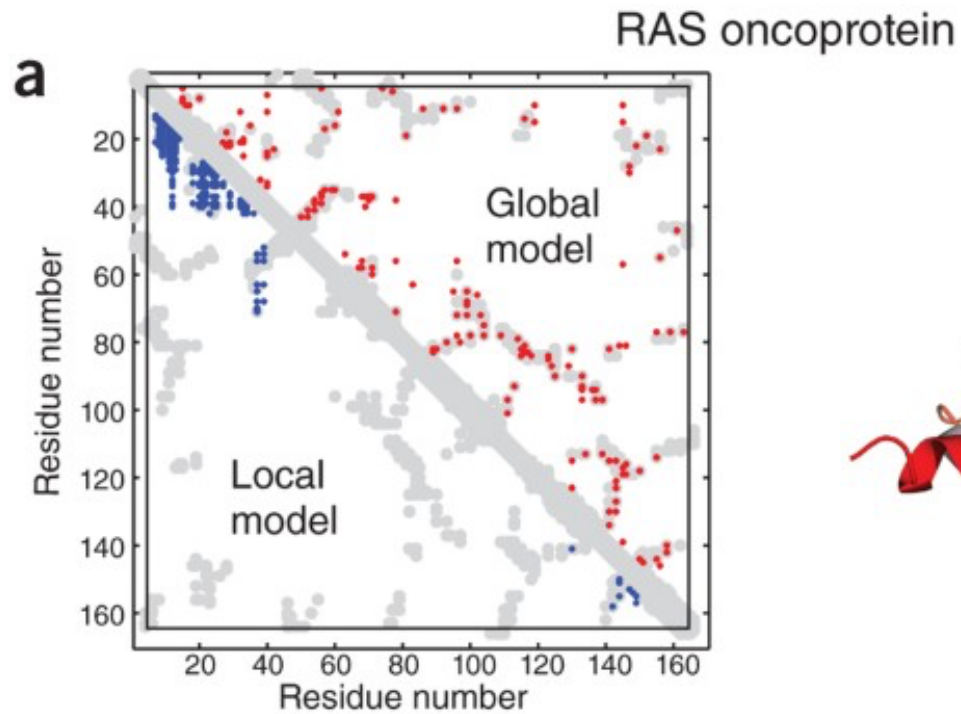 RAS oncoprotein
a
20
40
60
80
100
120
140
160
Residue number
Global
model
Local
model
20 40 60 80 100 120 140 160
Residue number